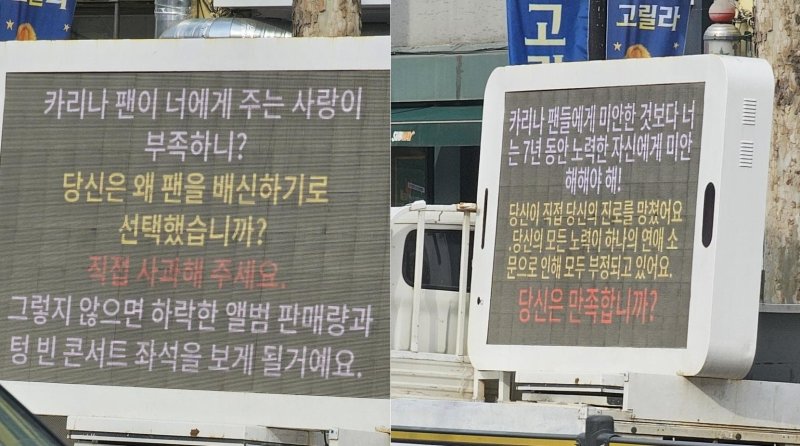 카리나 팬이 너에게 주는 사랑이
부족하니?
당신은 왜 팬을 배신하기로
선택했습니까?
직접 사과해 주세요.
그렇지 않으면 하락한 앨범 판매량과
텅 빈 콘서트 좌석을 보게 될거예요.
고릴라
고
릴
SUBWAY
카리나 팬들에게 미안한 것보다 너
는 7년 동안 노력한 자신에게 미안
해해야 해!
당신이 직접 당신의 진로를 망쳤어요
.당신의 모든 노력이 하나의 연애 소
문으로 인해 모두 부정되고 있어요.
당신은 만족합니까?